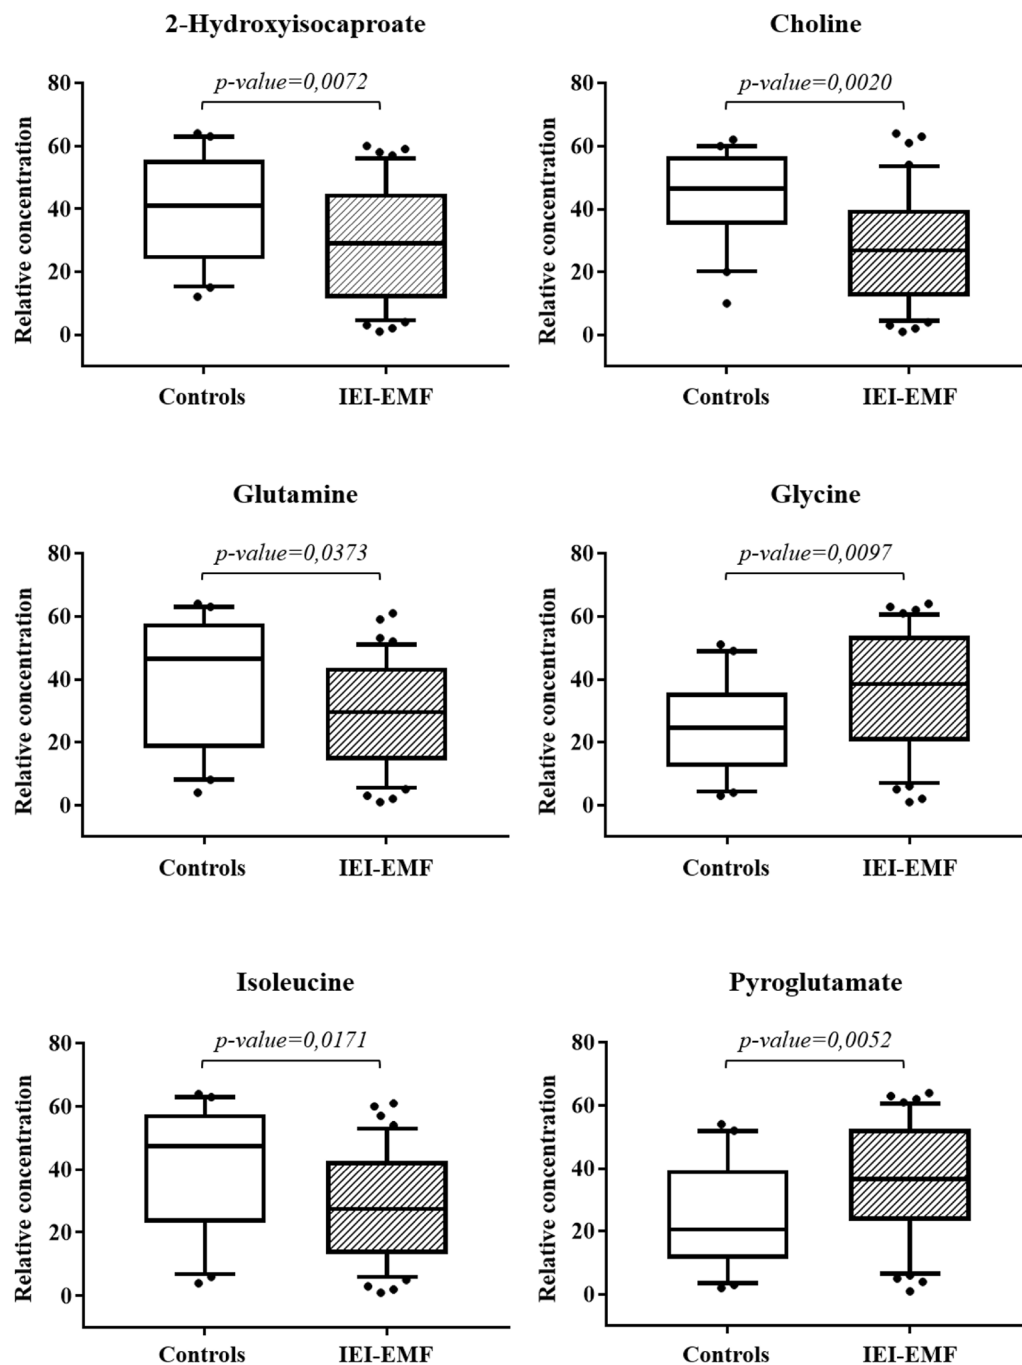 2-Hydroxyisocaproate
p-value=0,0072
Relative concentration
80
60
40
20
0
Controls
IEI-EMF
Choline
p-value=0,0020
Relative concentration
80
60
40
20
0
Controls
IEI-EMF
Glutamine
p-value=0,0373
Relative concentration
80
60
40
20
0
Controls
IEI-EMF
Glycine
p-value=0,0097
Relative concentration
80
60
40
20
0
Controls
IEI-EMF
Isoleucine
p-value=0,0171
Relative concentration
80
60
40
20
0
Controls
IEI-EMF
Pyroglutamate
p-value=0,0052
Relative concentration
80
60
40
20
0
Controls
IEI-EMF